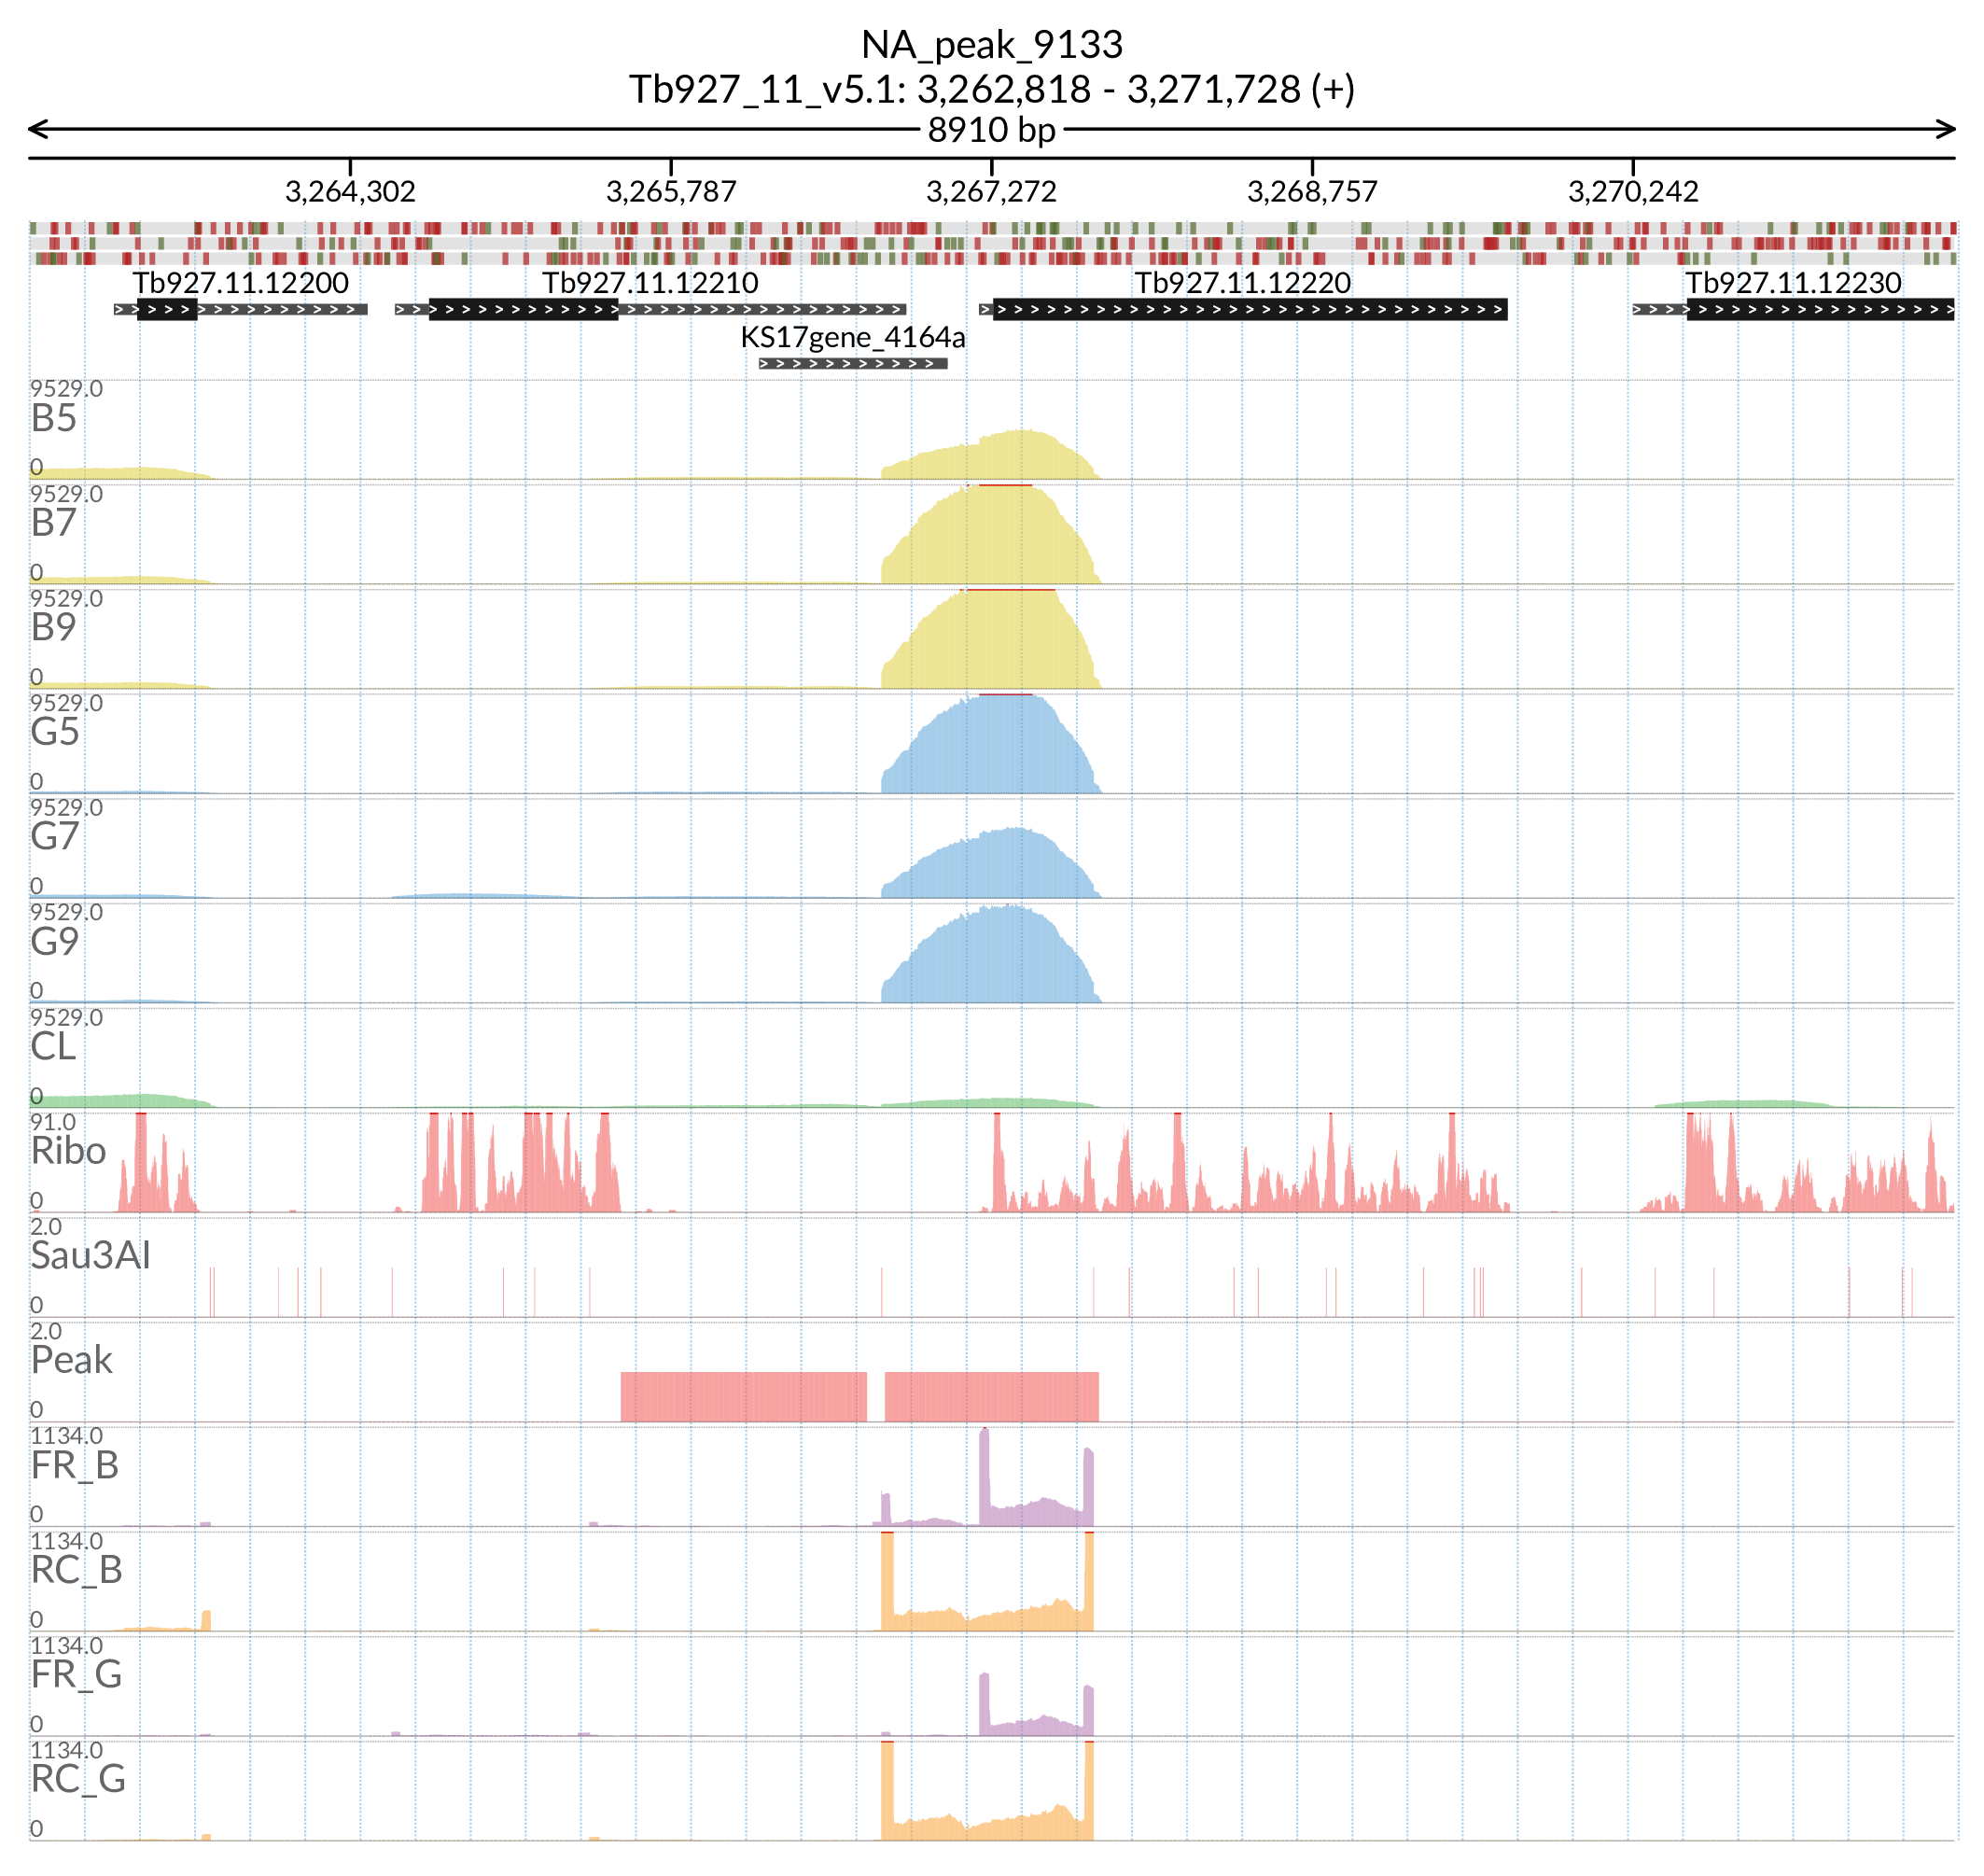 NA_peak_9133
Tb927_11_v5.1: 3,262,818 - 3,271,728 (+)
8910 bp
3,264,302 3,265,787 3,267,272 3,268,757 3,270,242
Tb927.11.12200 Tb927.11.12210 Tb927.11.12220 Tb927.11.12230
KS17gene_4164a
9529.0
B5
0
9529.0
B7
0
9529.0
B9
0
9529.0
G5
0
9529.0
G7
0
9529.0
G9
0
9529.0
CL
0
91.0
Ribo
0
2.0
Sau3AI
0
2.0
Peak
0
1134.0
FR_B
0
1134.0
RC_B
0
1134.0
FR_G
0
1134.0
RC_G
0